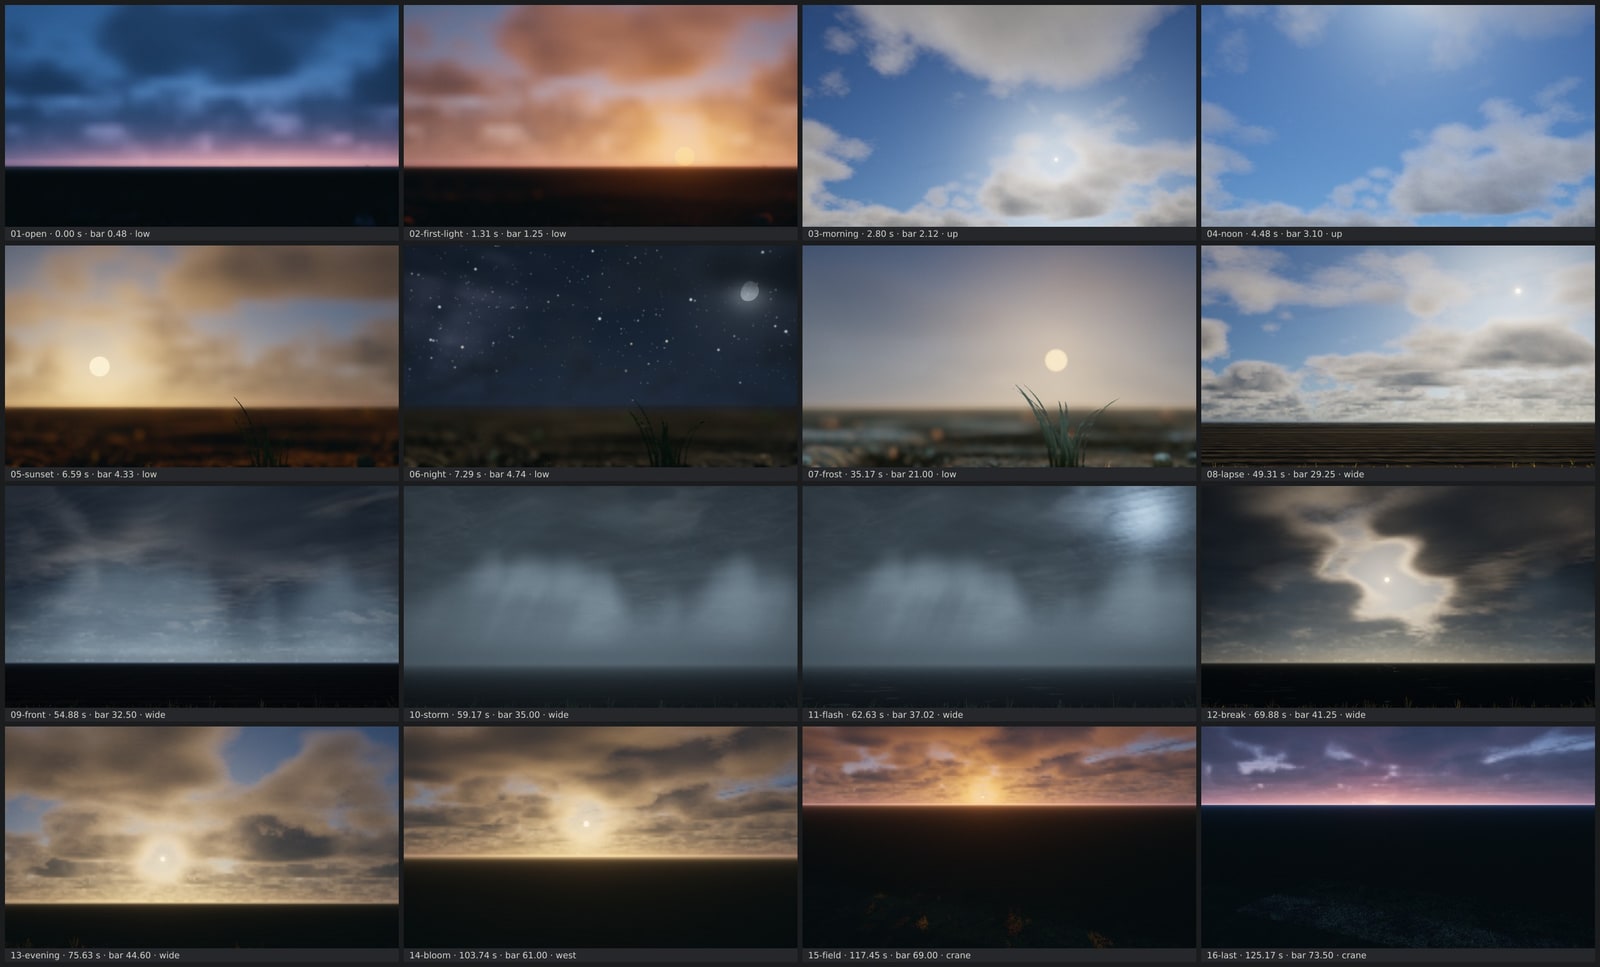 01-open · 0.00 s · bar 0.48 · low
02-first-light · 1.31 s · bar 1.25 · low
03-morning · 2.80 s · bar 2.12 · up
04-noon · 4.48 s · bar 3.10 · up
05-sunset · 6.59 s · bar 4.33 · low
06-night · 7.29 s · bar 4.74 · low
07-frost · 35.17 s · bar 21.00 · low
08-lapse · 49.31 s · bar 29.25 · wide
09-front · 54.88 s · bar 32.50 · wide
10-storm · 59.17 s · bar 35.00 · wide
11-flash · 62.63 s · bar 37.02 · wide
12-break · 69.88 s · bar 41.25 · wide
13-evening · 75.63 s · bar 44.60 · wide
14-bloom · 103.74 s · bar 61.00 · west
15-field · 117.45 s · bar 69.00 · crane
16-last · 125.17 s · bar 73.50 · crane